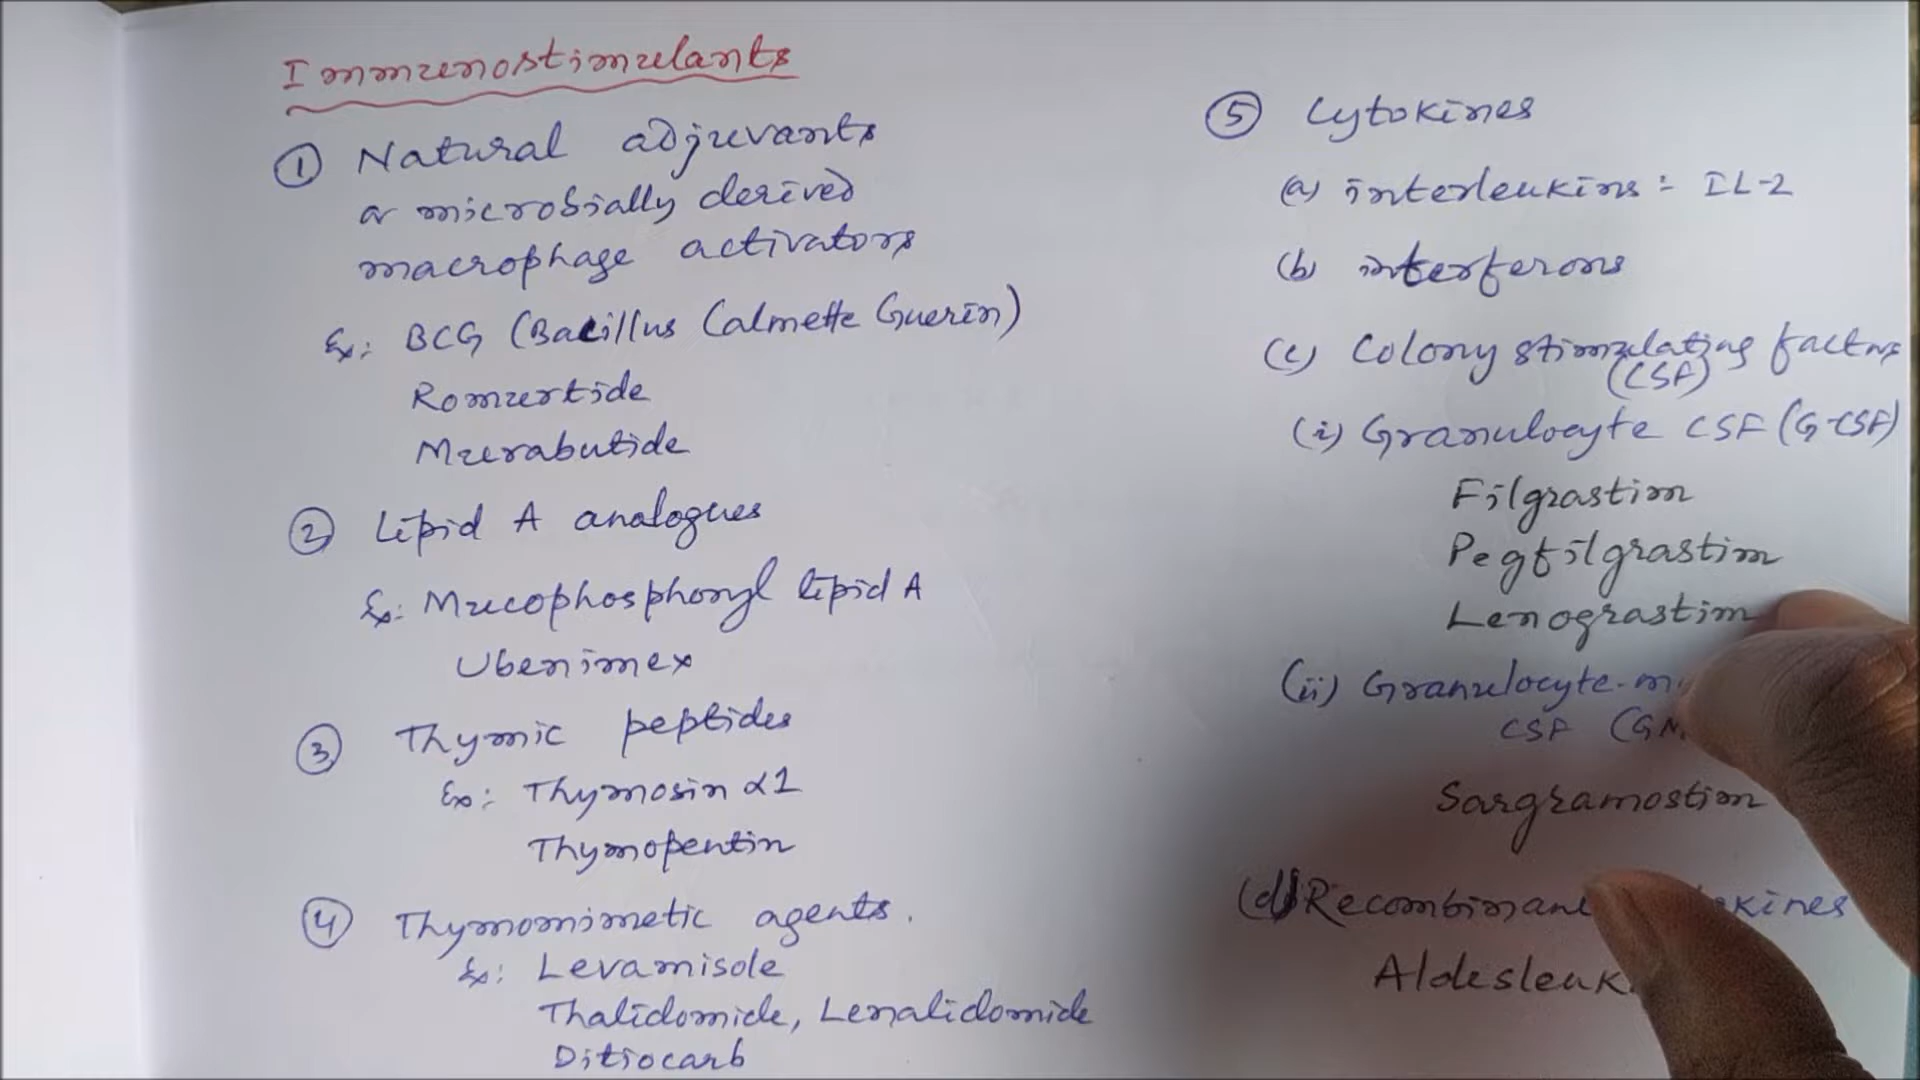 Immunostimulants
① Natural adjuvants
or microbially derived
macrophage activators
Ex: BCG (Bacillus Calmette Guerin)
Romurtide
Murabutide
② Lipid A analogues
Ex: Mucophosphoryl lipid A
Ubenimex
③ Thymic peptides
Ex: Thymosin α1
Thymopentin
④ Thymomimetic agents.
Ex: Levamisole
Thalidomide, Lenalidomide
Ditiocarb
⑤ Cytokines
(a) interleukins: IL-2
(b) interferons
(c) Colony stimulating factors
(CSF)
(i) Granulocyte CSF (G-CSF)
Filgrastim
Pegfilgrastim
Lenograstim
(ii) Granulocyte-m
CSF (GM
Sargramostim
(d) Recombinan kines
Aldesleuk